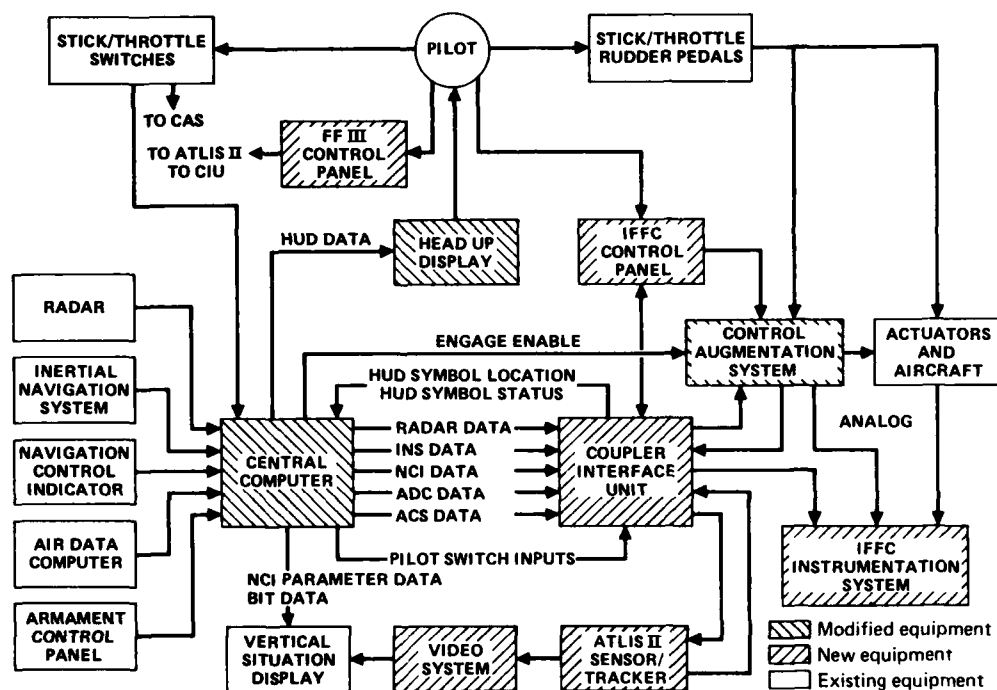 STICK/THROTTLE
SWITCHES
PILOT
STICK/THROTTLE
RUDDER PEDALS
TO CAS
TO ATLIS II
TO CIU
FF III
CONTROL
PANEL
HUD DATA
HEAD UP
DISPLAY
IFFC
CONTROL
PANEL
RADAR
INERTIAL
NAVIGATION
SYSTEM
NAVIGATION
CONTROL
INDICATOR
AIR DATA
COMPUTER
ARMAMENT
CONTROL
PANEL
ENGAGE ENABLE
CONTROL
AUGMENTATION
SYSTEM
ACTUATORS
AND
AIRCRAFT
HUD SYMBOL LOCATION
HUD SYMBOL STATUS
ANALOG
CENTRAL
COMPUTER
RADAR DATA
INS DATA
NCI DATA
ADC DATA
ACS DATA
COUPLER
INTERFACE
UNIT
PILOT SWITCH INPUTS
NCI PARAMETER DATA
BIT DATA
IFFC
INSTRUMENTATION
SYSTEM
VERTICAL
SITUATION
DISPLAY
VIDEO
SYSTEM
ATLIS II
SENSOR/
TRACKER
Modified equipment
New equipment
Existing equipment